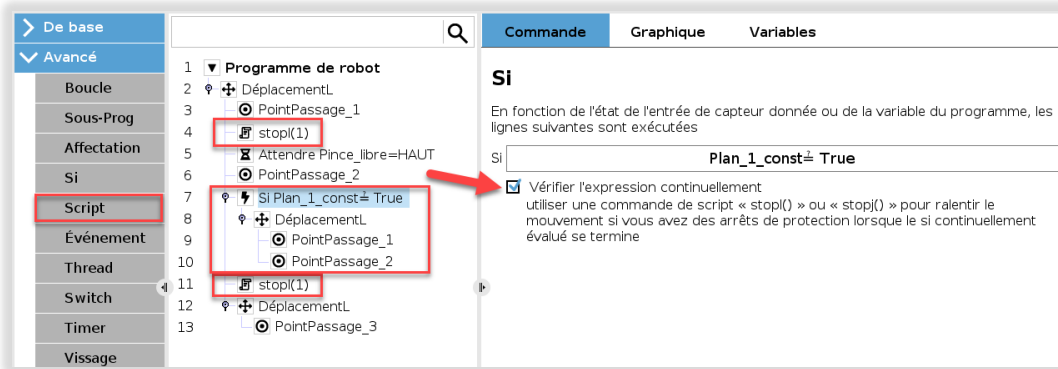 De base
Avancé
Boucle
Sous-Prog
Affectation
Si
Script
Événement
Thread
Switch
Timer
Vissage
1 Programme de robot
2 DéplacementL
3 PointPassage_1
4 stopl(1)
5 Attendre Pince_libre=HAUT
6 PointPassage_2
7 Si Plan_1_const≟ True
8 DéplacementL
9 PointPassage_1
10 PointPassage_2
11 stopl(1)
12 DéplacementL
13 PointPassage_3
Commande Graphique Variables
Si
En fonction de l'état de l'entrée de capteur donnée ou de la variable du programme, les
lignes suivantes sont exécutées
Si Plan_1_const≟ True
Vérifier l'expression continuellement
utiliser une commande de script « stopl() » ou « stopj() » pour ralentir le
mouvement si vous avez des arrêts de protection lorsque le si continuellement
évalué se termine